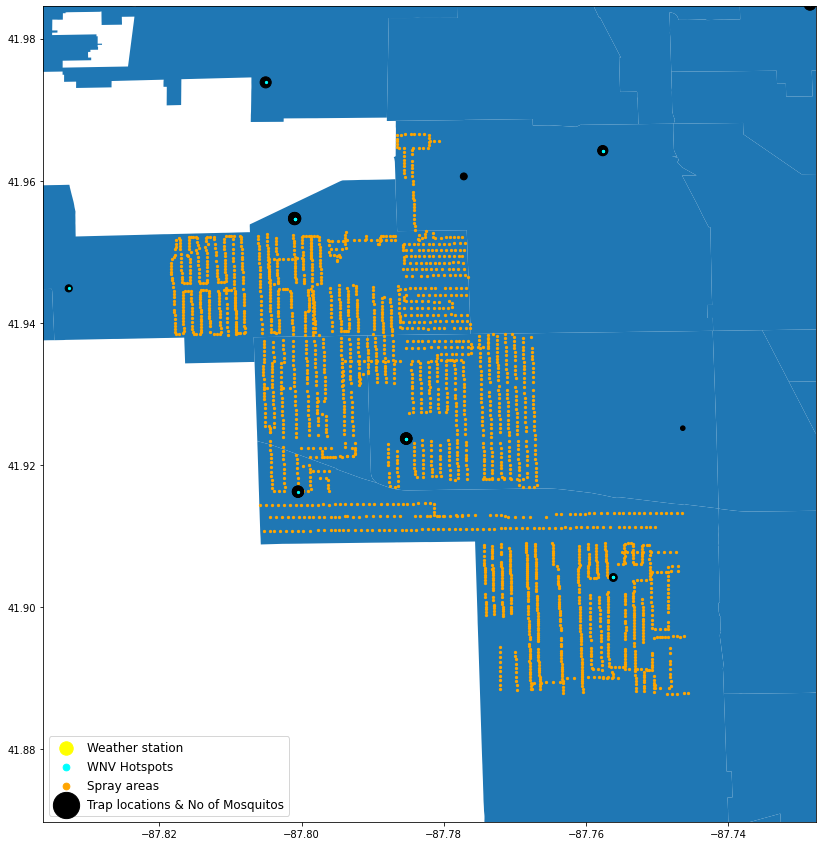 41.98
41.96
41.94
41.92
41.90
41.88
Weather station
WNV Hotspots
Spray areas
Trap locations & No of Mosquitos
−87.82
−87.80
−87.78
−87.76
−87.74